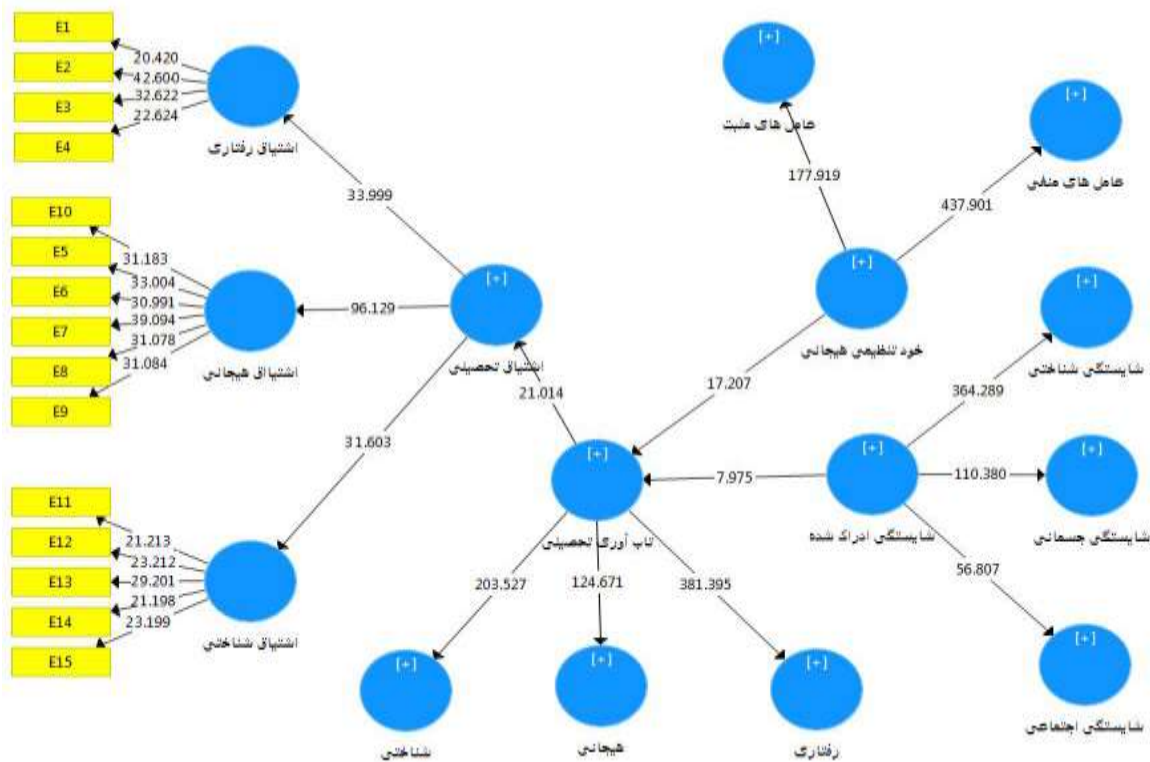 E1
E2
E3
E4
20.420
42.600
32.622
22.624
اشتیاق رفتاری
33.999
[+]
عامل های مثبت
177.919
[+]
عامل های منفی
437.901
E10
E5
E6
E7
E8
E9
31.183
33.004
30.991
39.094
31.078
31.084
اشتیاق هیجانی
96.129
[+]
اشتیاق تحصیلی
21.014
[+]
خود تنظیمی هیجانی
17.207
[+]
شایستگی شناختی
364.289
31.603
[+]
تاب آوری تحصیلی
7.975
[+]
شایستگی ادراک شده
110.380
[+]
شایستگی جسمانی
56.807
E11
E12
E13
E14
E15
21.213
23.212
29.201
21.198
23.199
اشتیاق شناختی
203.527
124.671
381.395
[+]
شناختی
[+]
هیجانی
[+]
رفتاری
[+]
شایستگی اجتماعی